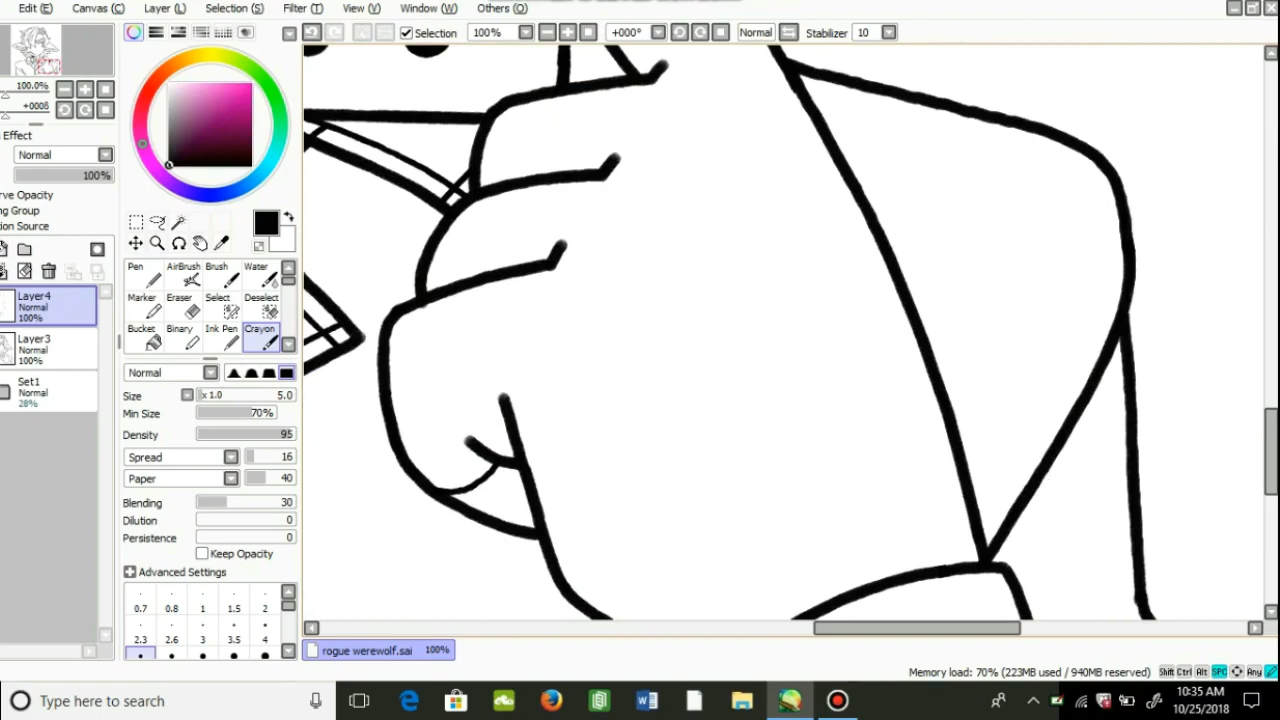 Edit (E) Canvas (C) Layer (L) Selection (S) Filter (T) View (V) Window (W) Others (O)
Selection 100% +000° Normal Stabilizer 10
100.0%
+0008
Effect
Normal
100%
rve Opacity
ng Group
on Source
Layer4
Normal
100%
Layer3
Normal
100%
Set1
Normal
28%
Pen AirBrush Brush Water
Marker Eraser Select Deselect
Bucket Binary Ink Pen Crayon
Normal
Size x 1.0 5.0
Min Size 70%
Density 95
Spread 16
Paper 40
Blending 30
Dilution 0
Persistence 0
Keep Opacity
Advanced Settings
0.7 0.8 1 1.5 2
2.3 2.6 3 3.5 4
rogue werewolf.sai 100%
Memory load: 70% (223MB used / 940MB reserved) Shift Ctrl Alt SPC Any
Type here to search
10:35 AM
10/25/2018